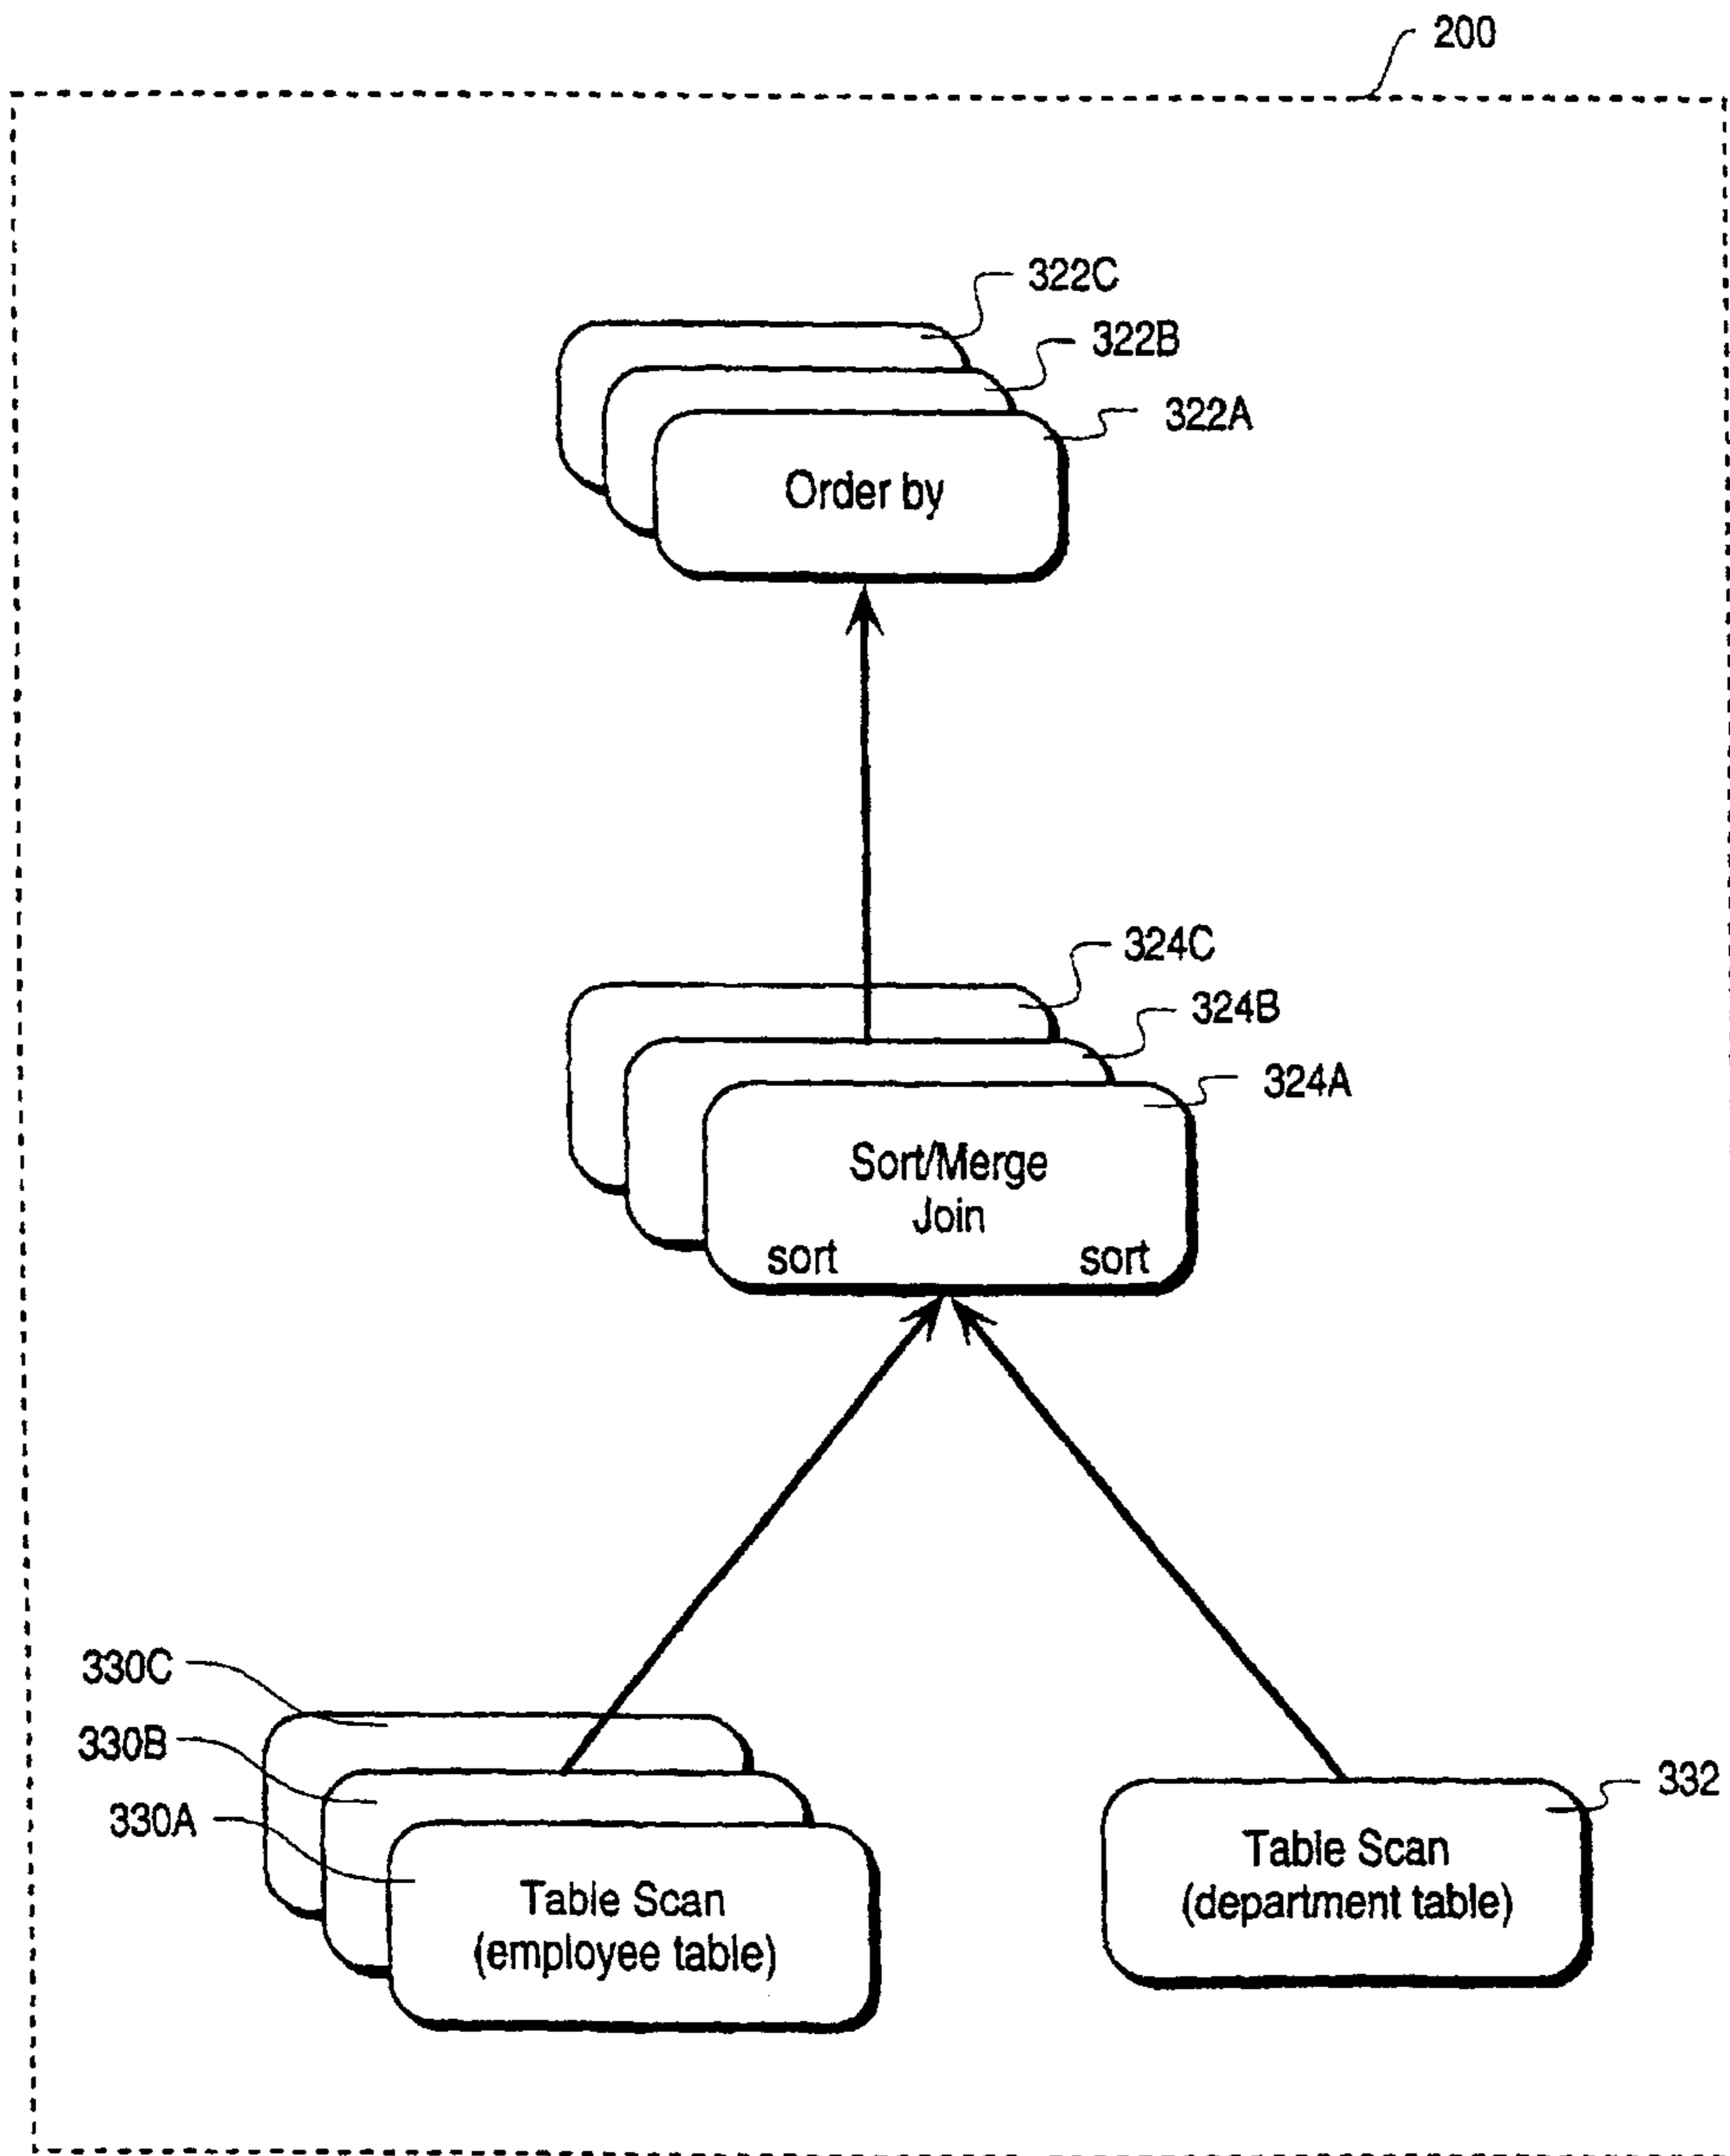 200
322C
322B
322A
Order by
324C
324B
324A
Sort/Merge
Join
sort sort
330C
330B
330A
Table Scan
(employee table)
332
Table Scan
(department table)